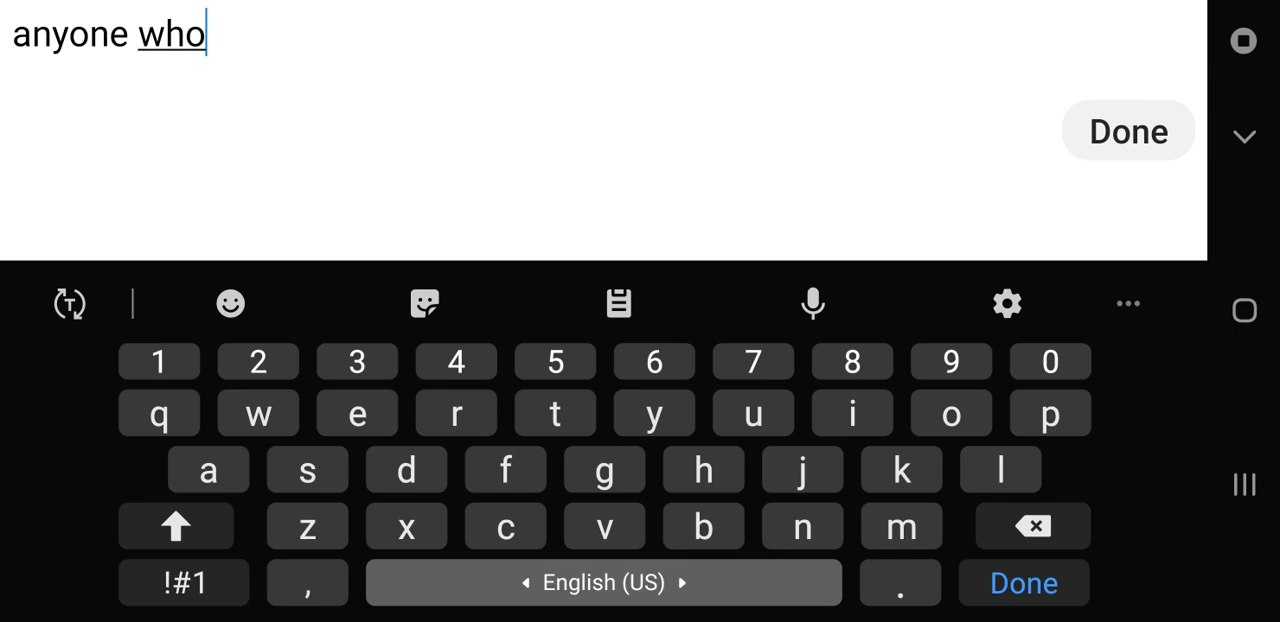 anyone who
Done
1 2 3 4 5 6 7 8 9 0
q w e r t y u i o p
a s d f g h j k l
z x c v b n m
!#1 , English (US) . Done